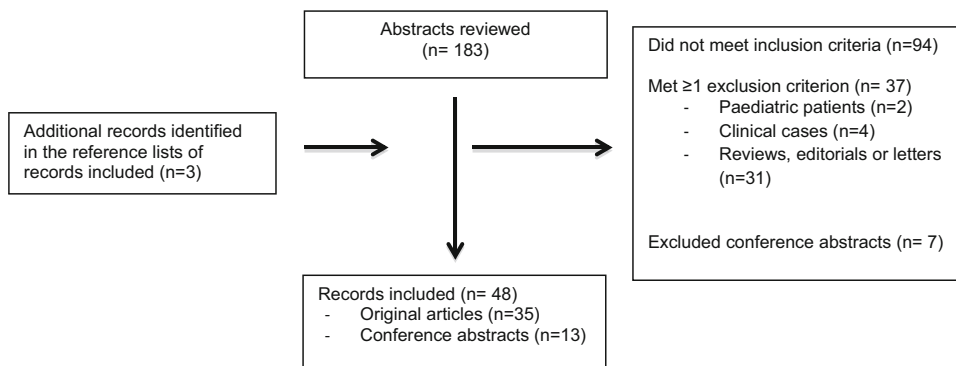 Abstracts reviewed
(n= 183)
Additional records identified
in the reference lists of
records included (n=3)
Did not meet inclusion criteria (n=94)
Met ≥1 exclusion criterion (n= 37)
- Paediatric patients (n=2)
- Clinical cases (n=4)
- Reviews, editorials or letters
(n=31)
Excluded conference abstracts (n= 7)
Records included (n= 48)
- Original articles (n=35)
- Conference abstracts (n=13)